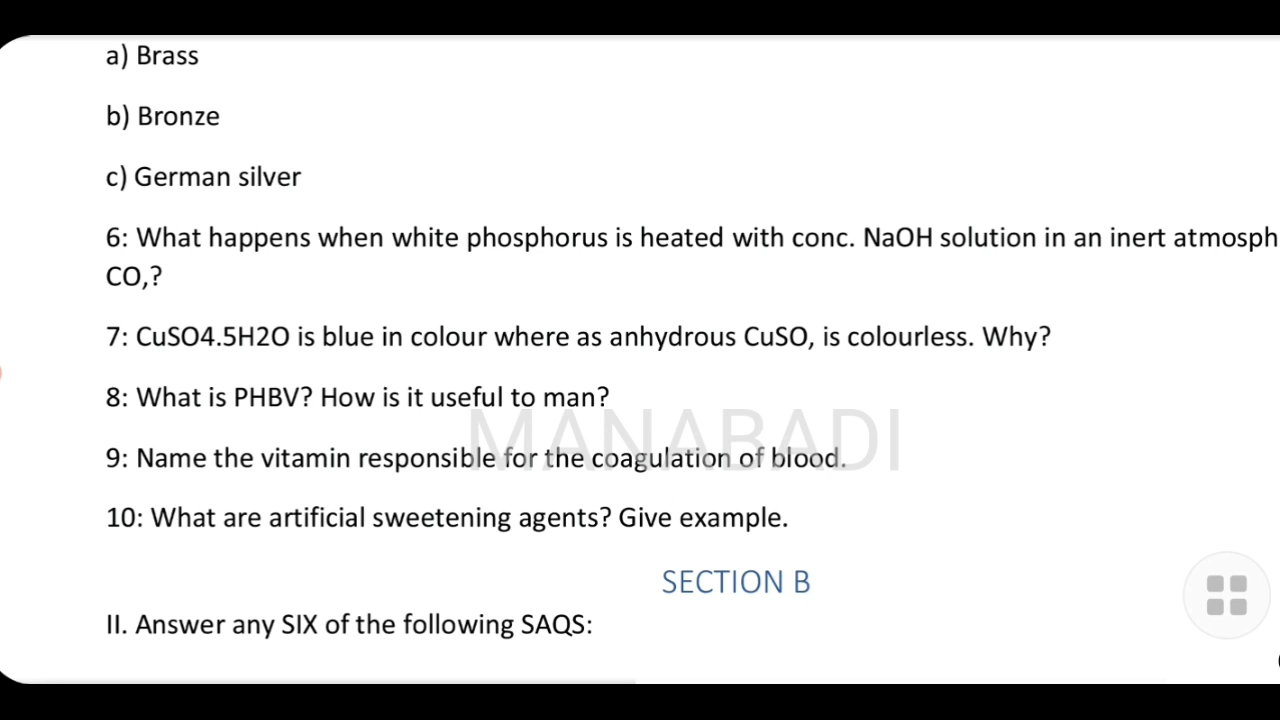 a) Brass
b) Bronze
c) German silver
6: What happens when white phosphorus is heated with conc. NaOH solution in an inert atmosph
CO,?
7: CuSO4.5H2O is blue in colour where as anhydrous CuSO, is colourless. Why?
8: What is PHBV? How is it useful to man?
MANABADI
9: Name the vitamin responsible for the coagulation of blood.
10: What are artificial sweetening agents? Give example.
SECTION B
II. Answer any SIX of the following SAQS: